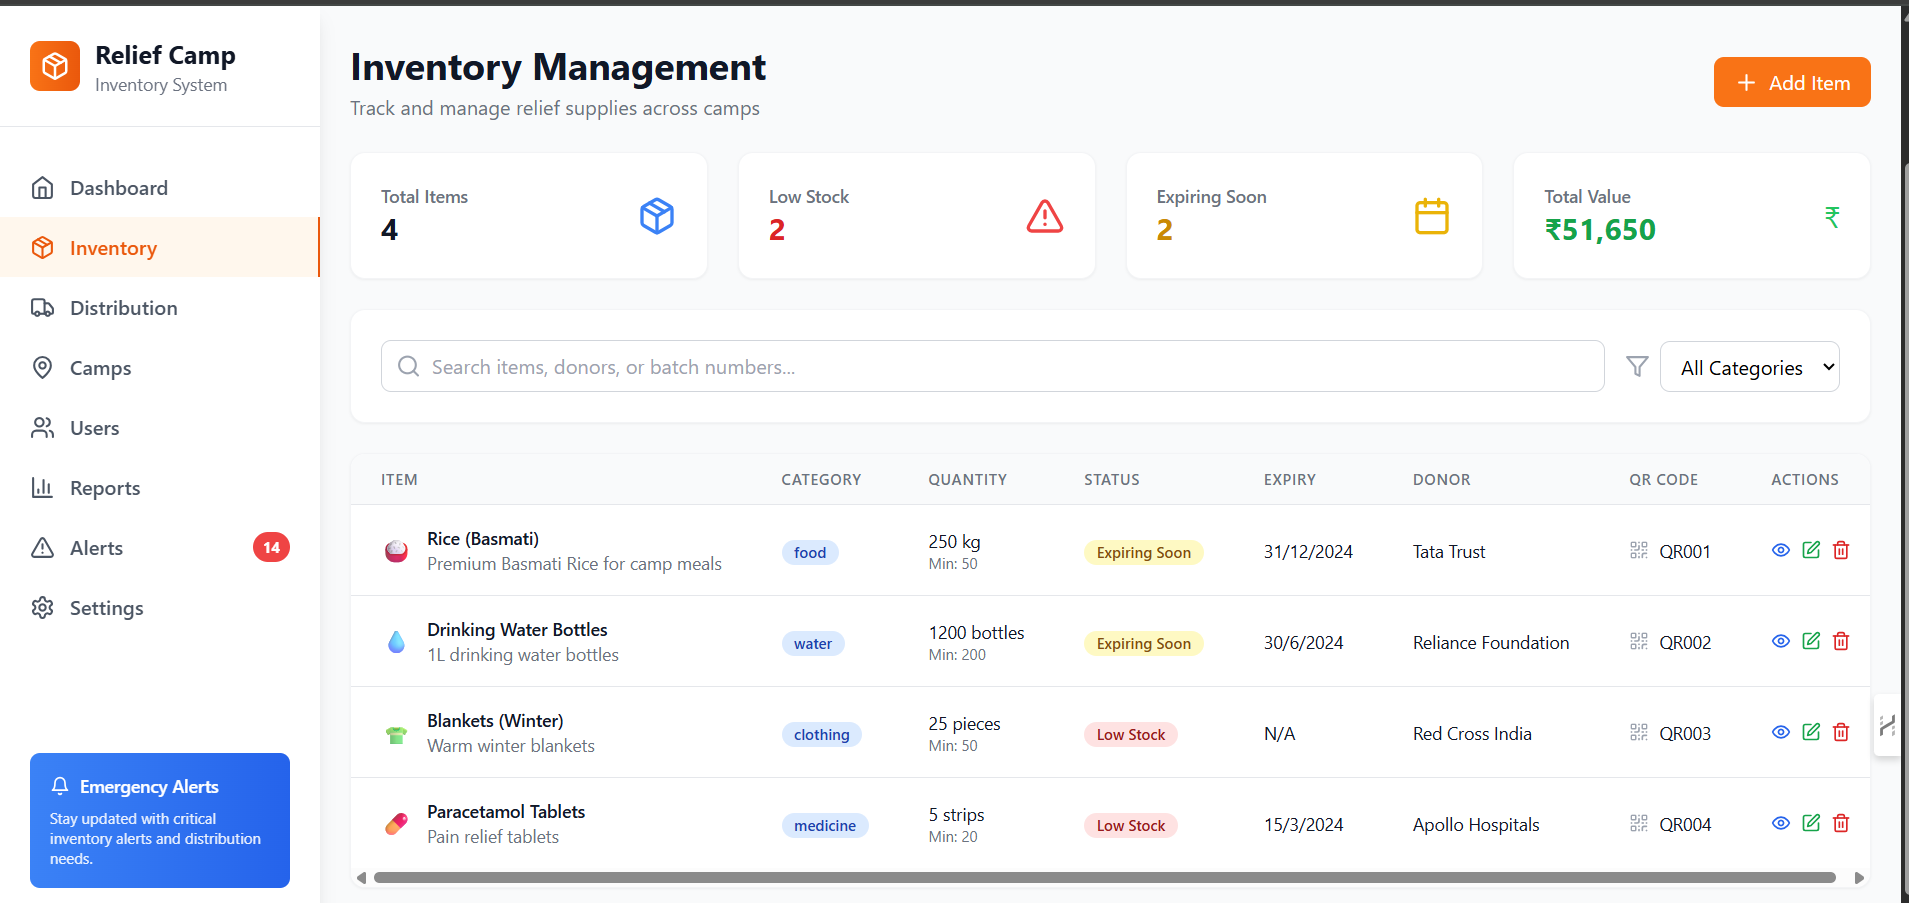 Relief Camp
Inventory System
Dashboard
Inventory
Distribution
Camps
Users
Reports
Alerts 14
Settings
Emergency Alerts
Stay updated with critical
inventory alerts and distribution
needs.
Inventory Management
Track and manage relief supplies across camps
Add Item
Total Items
4
Low Stock
2
Expiring Soon
2
Total Value
₹51,650
₹
Search items, donors, or batch numbers...
All Categories
ITEM CATEGORY QUANTITY STATUS EXPIRY DONOR QR CODE ACTIONS
Rice (Basmati)
Premium Basmati Rice for camp meals
food
250 kg
Min: 50
Expiring Soon
31/12/2024
Tata Trust
QR001
Drinking Water Bottles
1L drinking water bottles
water
1200 bottles
Min: 200
Expiring Soon
30/6/2024
Reliance Foundation
QR002
Blankets (Winter)
Warm winter blankets
clothing
25 pieces
Min: 50
Low Stock
N/A
Red Cross India
QR003
Paracetamol Tablets
Pain relief tablets
medicine
5 strips
Min: 20
Low Stock
15/3/2024
Apollo Hospitals
QR004